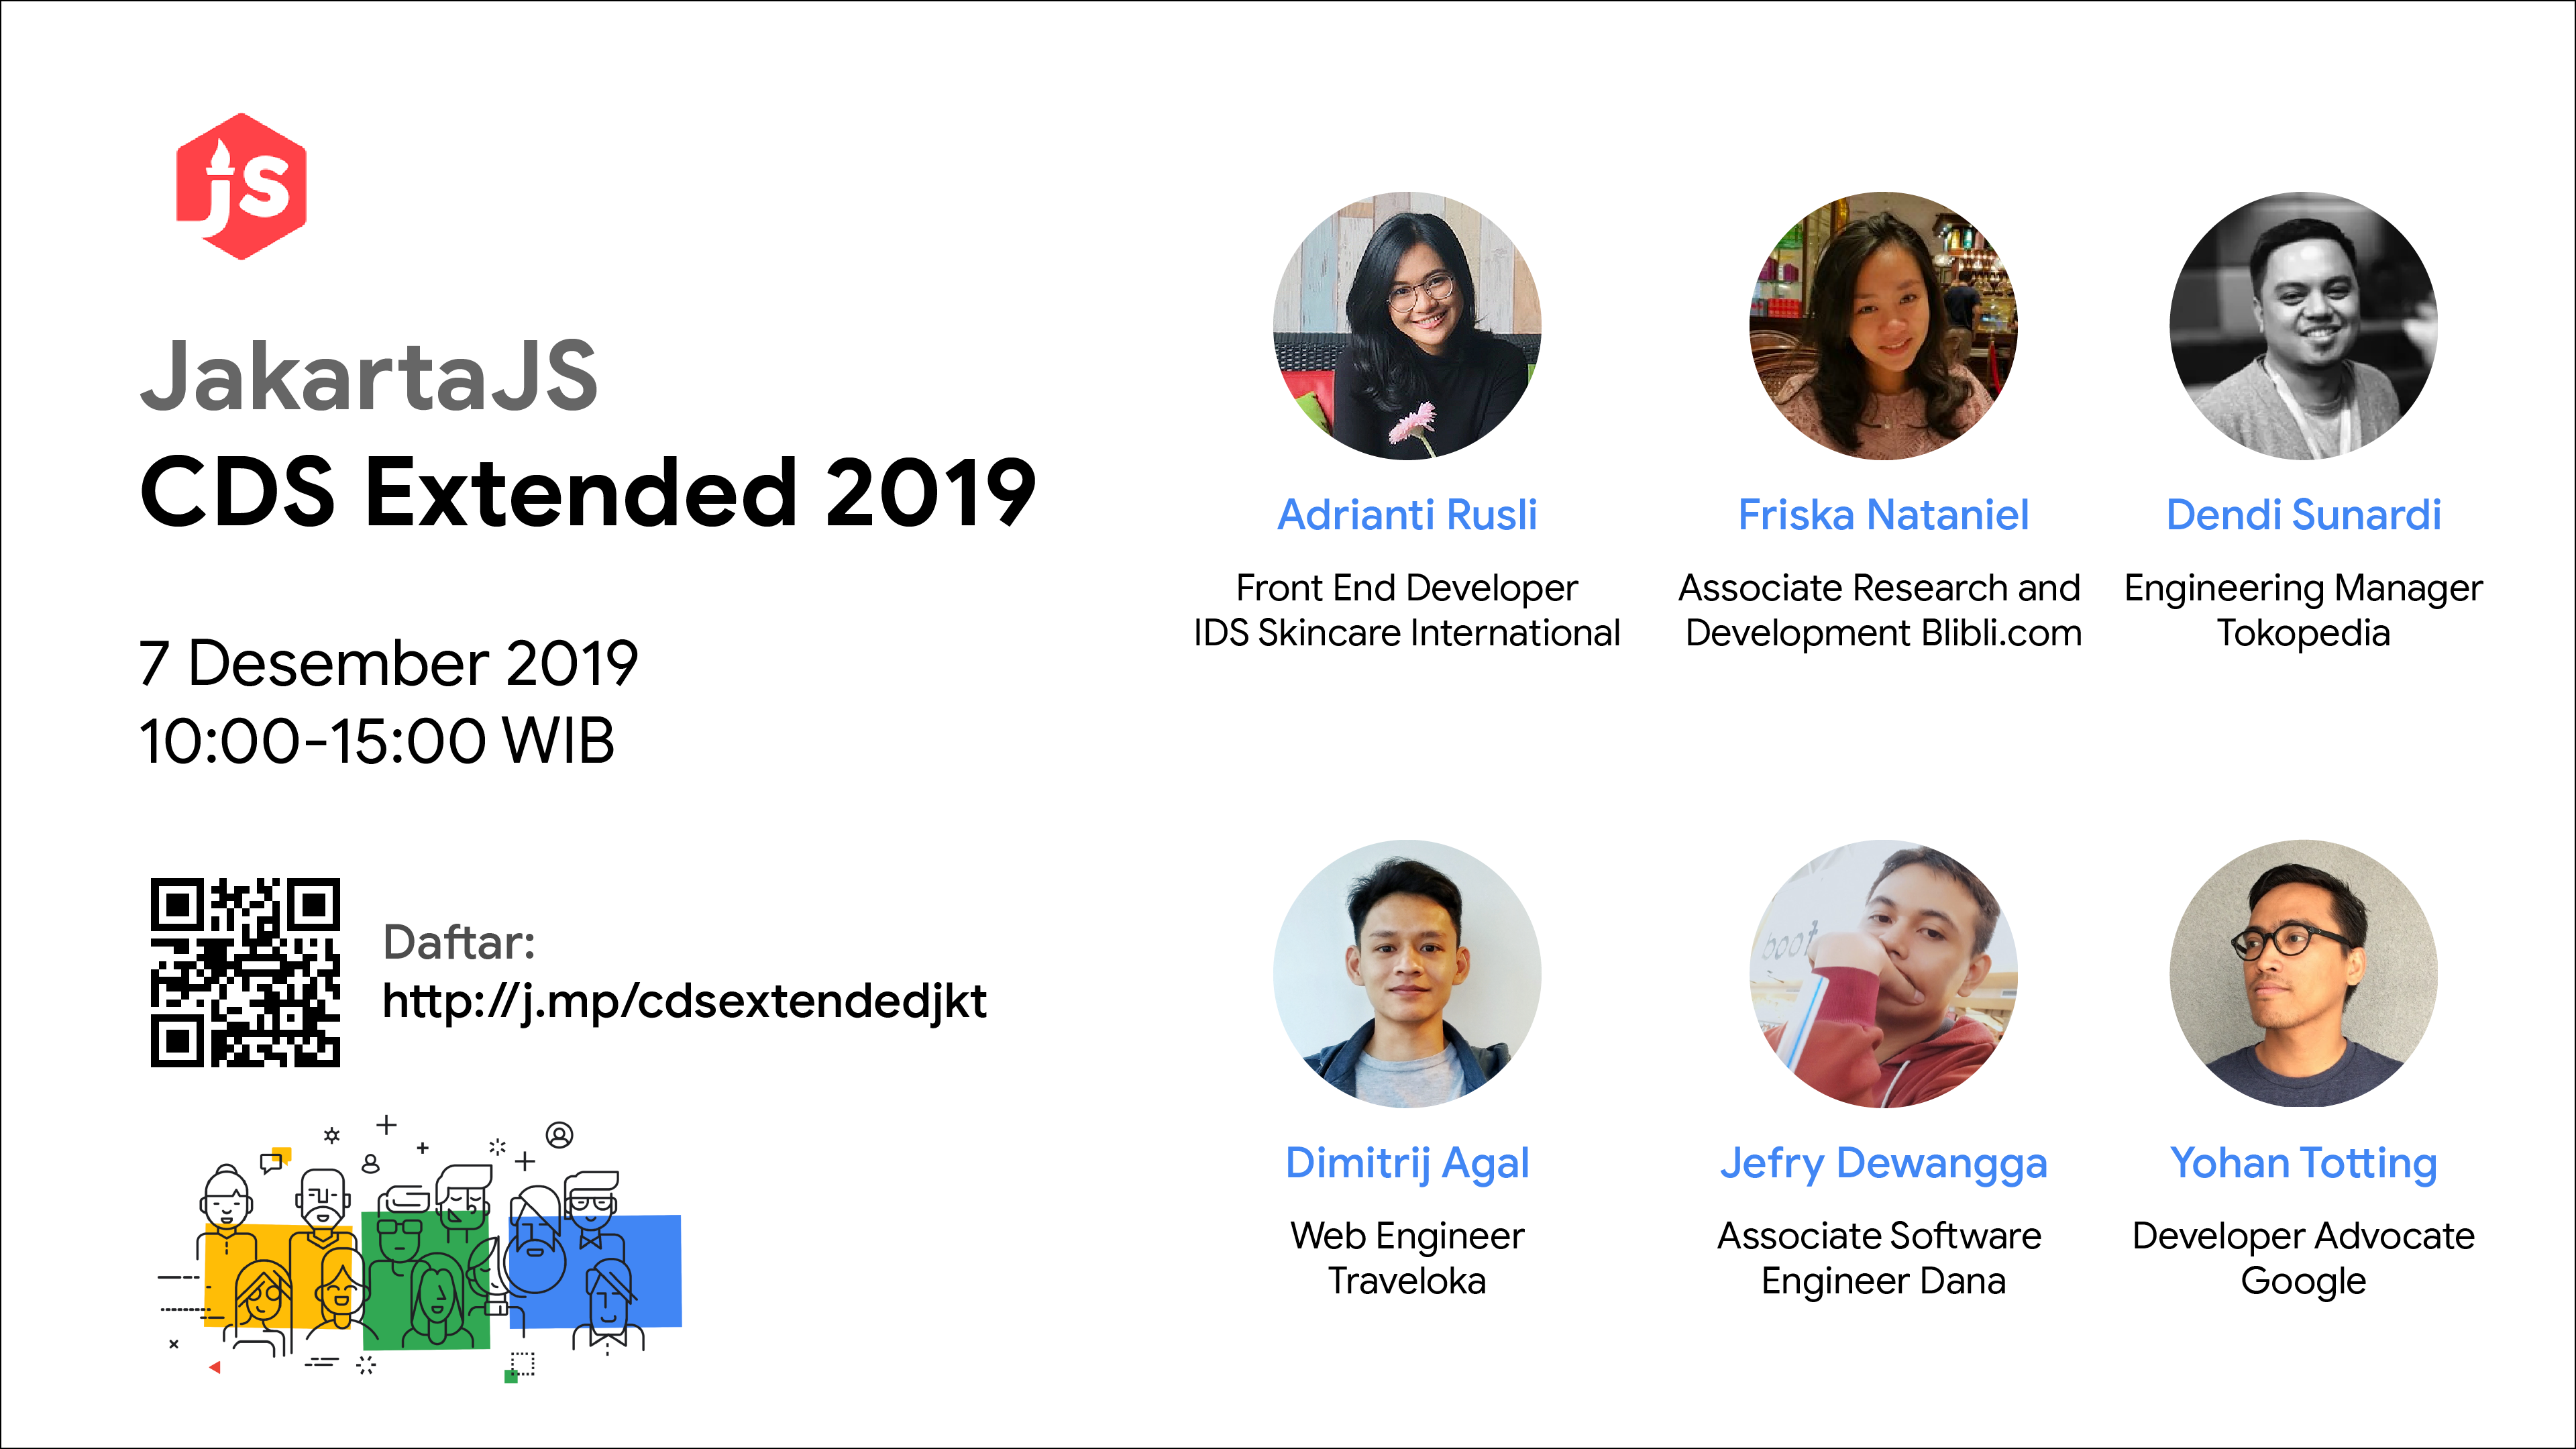 js
JakartaJS
CDS Extended 2019
7 Desember 2019
10:00-15:00 WIB
Daftar:
http://j.mp/cdsextendedjkt
Adrianti Rusli
Front End Developer
IDS Skincare International
Friska Nataniel
Associate Research and
Development Blibli.com
Dendi Sunardi
Engineering Manager
Tokopedia
boot
Dimitrij Agal
Web Engineer
Traveloka
Jefry Dewangga
Associate Software
Engineer Dana
Yohan Totting
Developer Advocate
Google